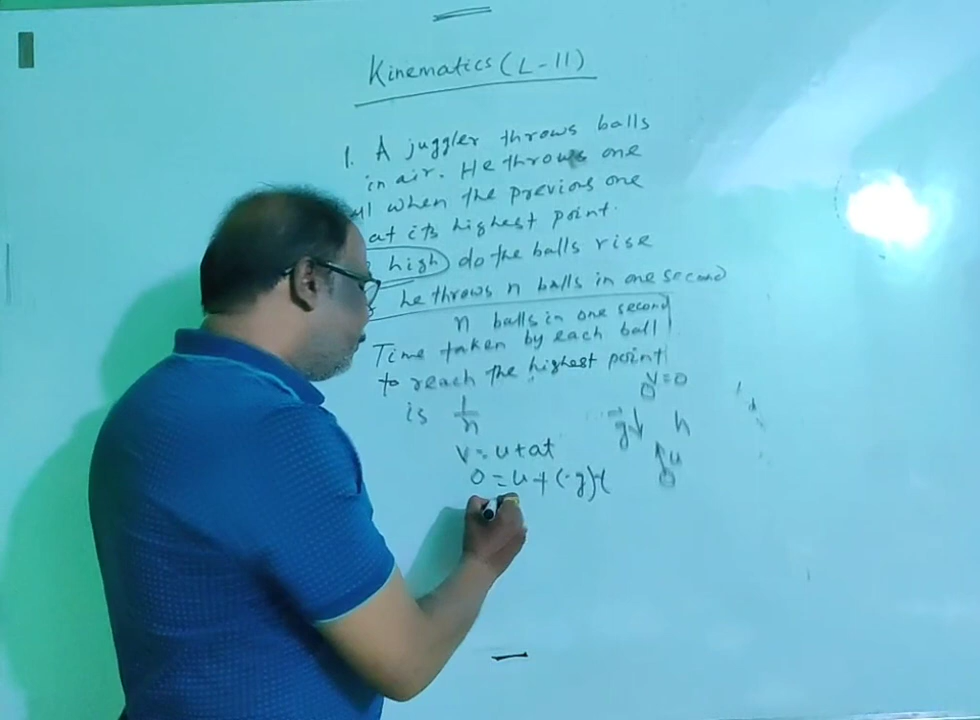 Kinematics (L-11)
1. A juggler throws balls
in air. He throws one
when the previous one
at its highest point.
high do the balls rise
he throws n balls in one second
n balls in one second
Time taken by each ball
to reach the highest point
is 1/n
v = u + at
0 = u + (-g)t
v = 0
g↓ h
u